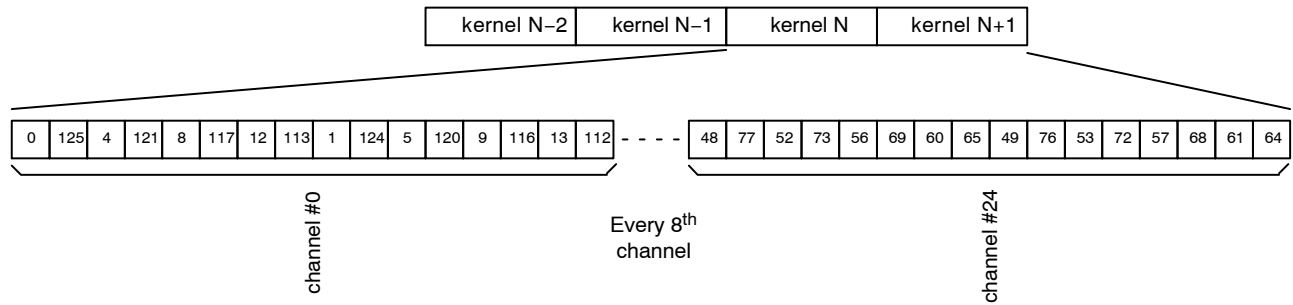 kernel N−2 kernel N−1 kernel N kernel N+1
0 125 4 121 8 117 12 113 1 124 5 120 9 116 13 112 - - - - - 48 77 52 73 56 69 60 65 49 76 53 72 57 68 61 64
channel #0
Every 8th
channel
channel #24